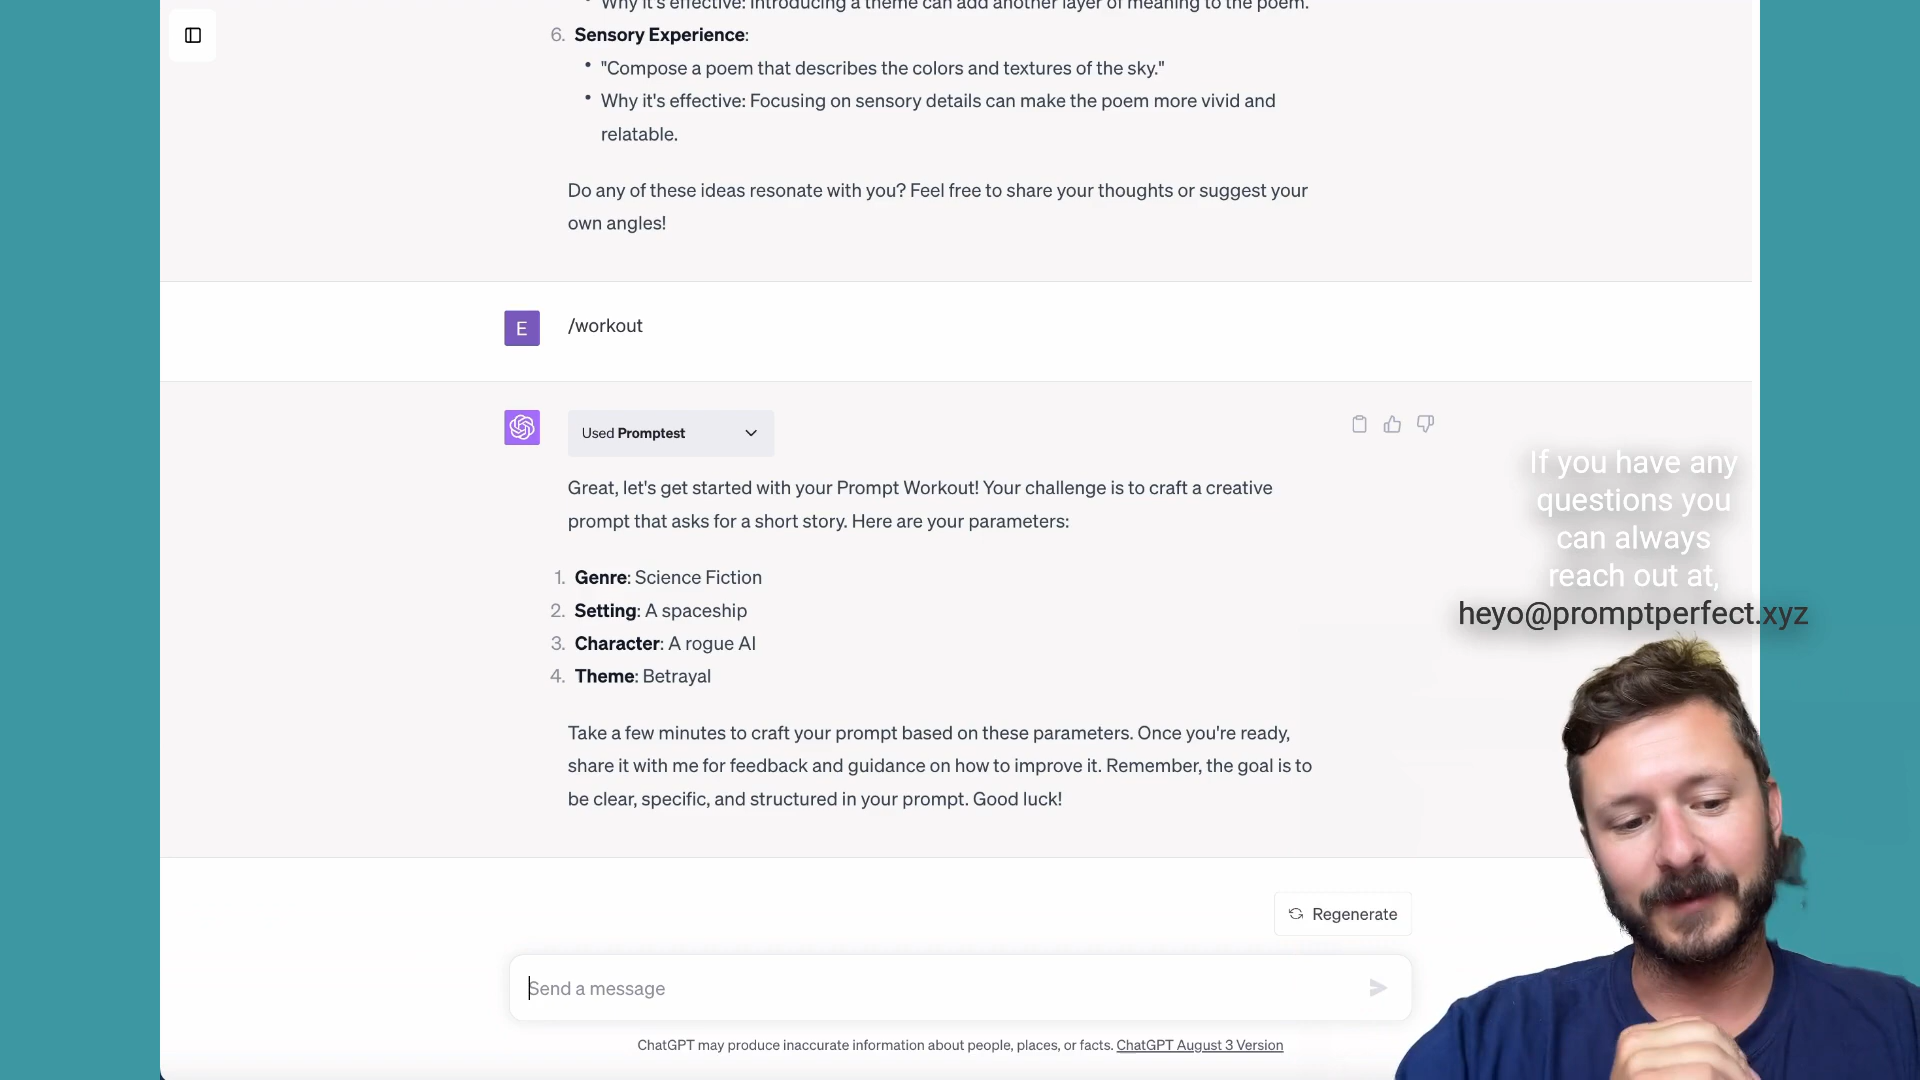 Why it's effective: Introducing a theme can add another layer of meaning to the poem.
6. Sensory Experience:
• "Compose a poem that describes the colors and textures of the sky."
• Why it's effective: Focusing on sensory details can make the poem more vivid and
relatable.
Do any of these ideas resonate with you? Feel free to share your thoughts or suggest your
own angles!
E
/workout
Used Promptest
Great, let's get started with your Prompt Workout! Your challenge is to craft a creative
prompt that asks for a short story. Here are your parameters:
1. Genre: Science Fiction
2. Setting: A spaceship
3. Character: A rogue AI
4. Theme: Betrayal
Take a few minutes to craft your prompt based on these parameters. Once you're ready,
share it with me for feedback and guidance on how to improve it. Remember, the goal is to
be clear, specific, and structured in your prompt. Good luck!
If you have any
questions you
can always
reach out at,
heyo@promptperfect.xyz
Regenerate
Send a message
ChatGPT may produce inaccurate information about people, places, or facts. ChatGPT August 3 Version